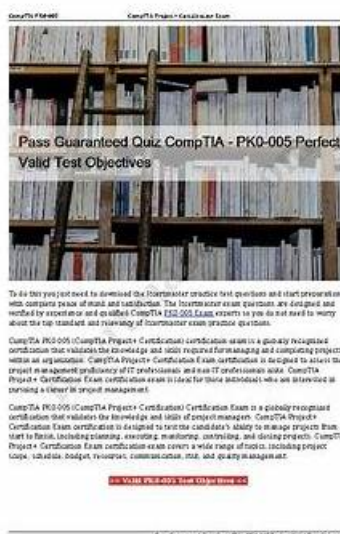 CompTIA PK0-005
CompTIA Project+ Certification Exam
Pass Guaranteed Quiz CompTIA - PK0-005 Perfect
Valid Test Objectives
To do this you just need to download the Itcertmaster practice test questions and start preparation
with complete peace of mind and satisfaction. The Itcertmaster exam questions are designed and
verified by experience and qualified CompTIA PK0-005 Exam experts so you do not need to worry
about the top standard and relevancy of Itcertmaster exam practice questions.
CompTIA PK0-005 (CompTIA Project+ Certification) certification exam is a globally recognized
certification that validates the knowledge and skills required for managing and completing projects
within an organization. CompTIA Project+ Certification Exam certification is designed to assess the
project management proficiency of IT professionals and non-IT professionals alike. CompTIA
Project+ Certification Exam certification exam is ideal for those individuals who are interested in
pursuing a career in project management.
CompTIA PK0-005 (CompTIA Project+ Certification) Certification Exam is a globally recognized
certification that validates the knowledge and skills of project managers. CompTIA Project+
Certification Exam certification is designed to test the candidate's ability to manage projects from
start to finish, including planning, executing, monitoring, controlling, and closing projects. CompTIA
Project+ Certification Exam certification exam covers a wide range of topics, including project
scope, schedule, budget, resources, communication, risk, and quality management.
>> Valid PK0-005 Test Objectives <<